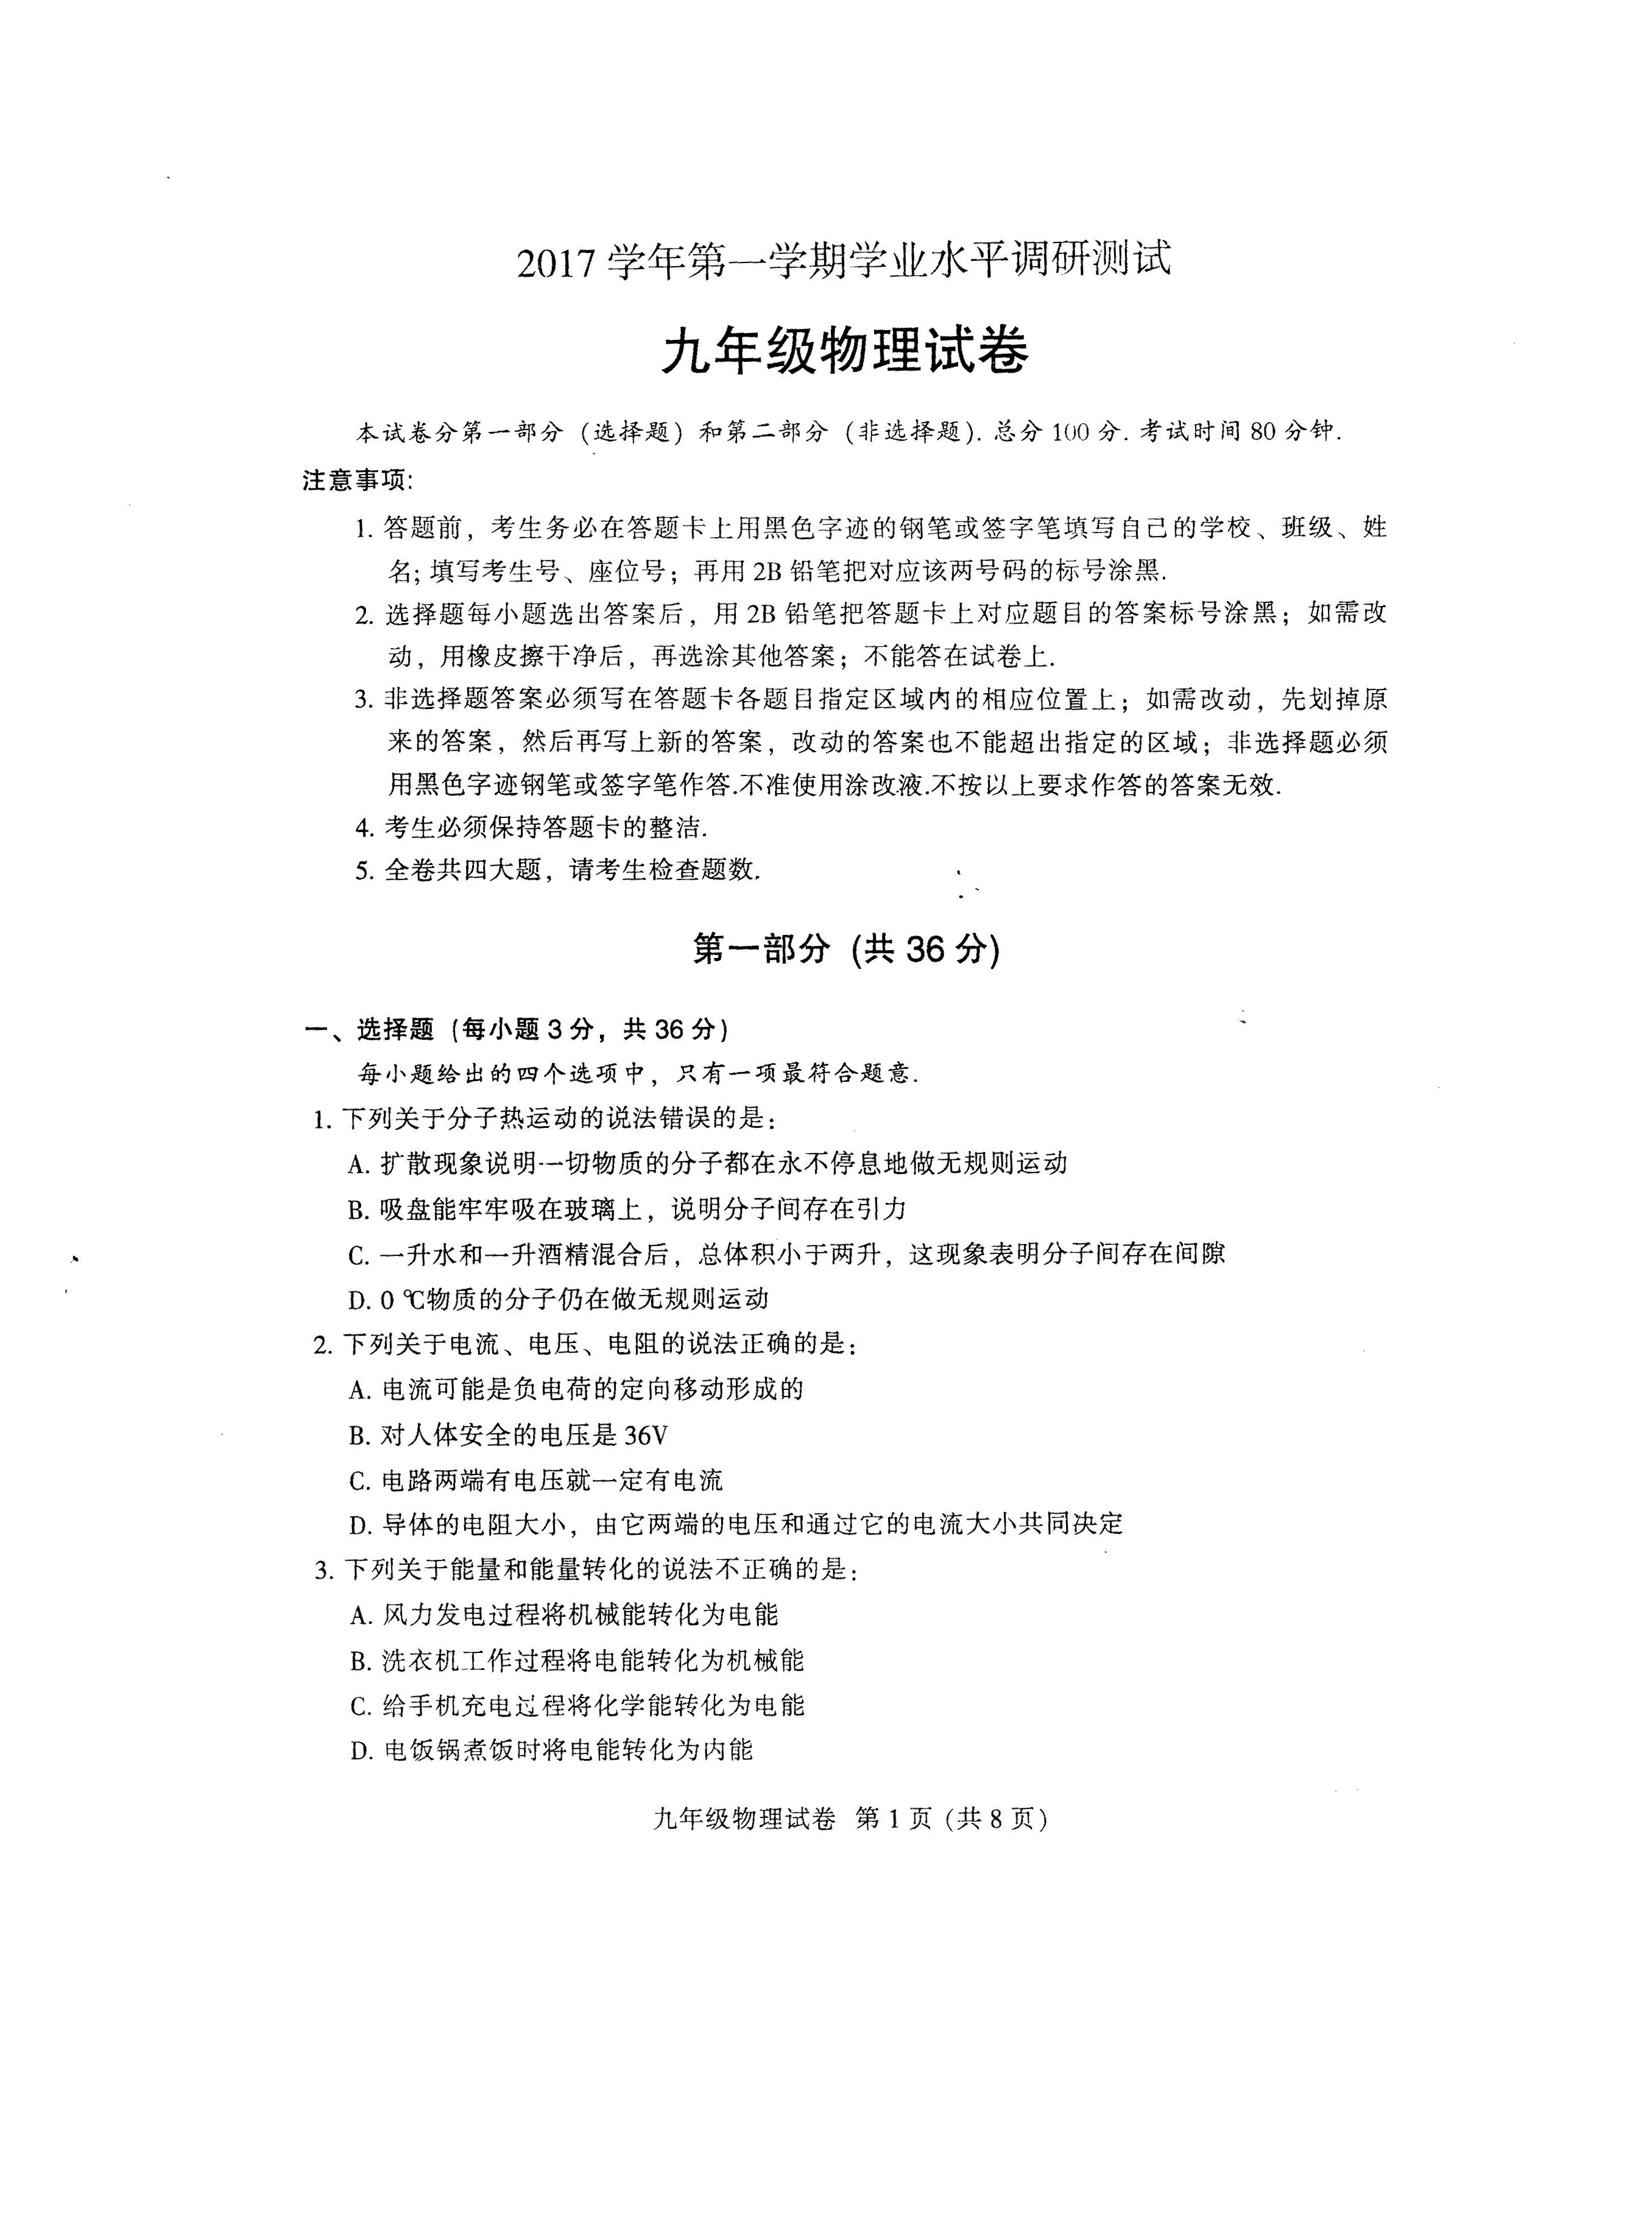 2017 学年第一学期学业水平调研测试
九年级物理试卷
本试卷分第一部分 (选择题) 和第二部分 (非选择题). 总分 100 分. 考试时间 80 分钟.
注意事项:
1. 答题前，考生务必在答题卡上用黑色字迹的钢笔或签字笔填写自己的学校、班级、姓
名; 填写考生号、座位号；再用 2B 铅笔把对应该两号码的标号涂黑.
2. 选择题每小题选出答案后，用 2B 铅笔把答题卡上对应题目的答案标号涂黑；如需改
动，用橡皮擦干净后，再选涂其他答案；不能答在试卷上.
3. 非选择题答案必须写在答题卡各题目指定区域内的相应位置上；如需改动，先划掉原
来的答案，然后再写上新的答案，改动的答案也不能超出指定的区域；非选择题必须
用黑色字迹钢笔或签字笔作答.不准使用涂改液.不按以上要求作答的答案无效.
4. 考生必须保持答题卡的整洁.
5. 全卷共四大题，请考生检查题数.
第一部分 (共 36 分)
一、选择题 (每小题 3 分，共 36 分)
每小题给出的四个选项中，只有一项最符合题意.
1. 下列关于分子热运动的说法错误的是：
A. 扩散现象说明一切物质的分子都在永不停息地做无规则运动
B. 吸盘能牢牢吸在玻璃上，说明分子间存在引力
C. 一升水和一升酒精混合后，总体积小于两升，这现象表明分子间存在间隙
D. 0 ℃物质的分子仍在做无规则运动
2. 下列关于电流、电压、电阻的说法正确的是：
A. 电流可能是负电荷的定向移动形成的
B. 对人体安全的电压是 36V
C. 电路两端有电压就一定有电流
D. 导体的电阻大小，由它两端的电压和通过它的电流大小共同决定
3. 下列关于能量和能量转化的说法不正确的是：
A. 风力发电过程将机械能转化为电能
B. 洗衣机工作过程将电能转化为机械能
C. 给手机充电过程将化学能转化为电能
D. 电饭锅煮饭时将电能转化为内能
九年级物理试卷 第 1 页 (共 8 页)